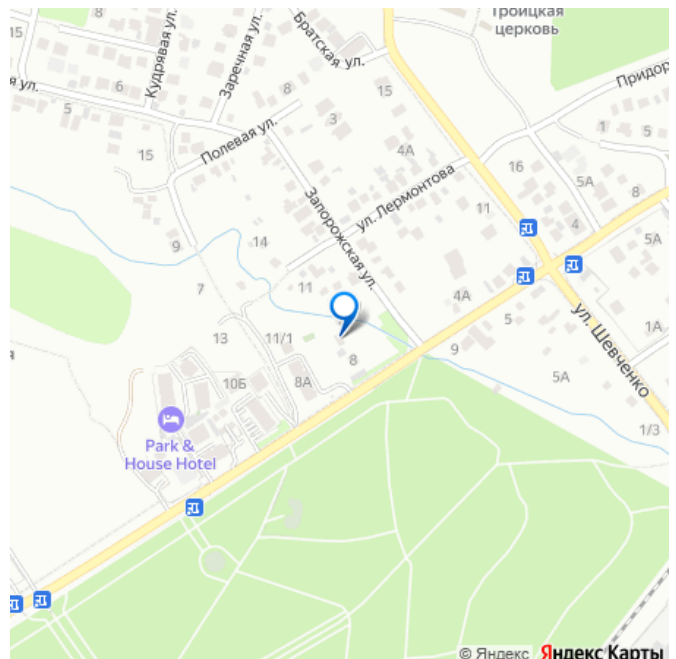 Троицкая
церковь
15
Братская ул.
Кудрявая ул.
Заречная ул.
Придор
6
8
15
я ул.
5
3
1
5
Полевая ул.
4А
15
16
5А
8
ул. Лермонтова
Запорожская ул.
11
4
14
9
5А
7
11
4А
5
1А
13
11/1
9
ул. Шевченко
я
8
5А
10Б
8А
1/3
Park &
House Hotel
© Яндекс Яндекс Карты